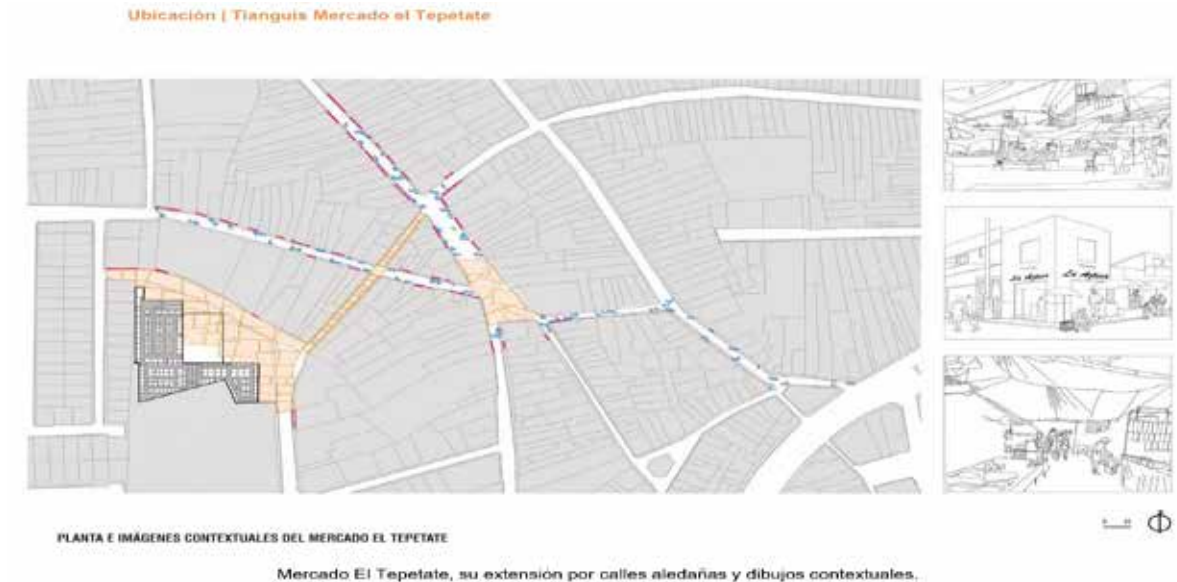 Ubicación | Tianguis Mercado el Tepetate
PLANTA E IMÁGENES CONTEXTUALES DEL MERCADO EL TEPETATE
Mercado El Tepetate, su extensión por calles aledañas y dibujos contextuales.